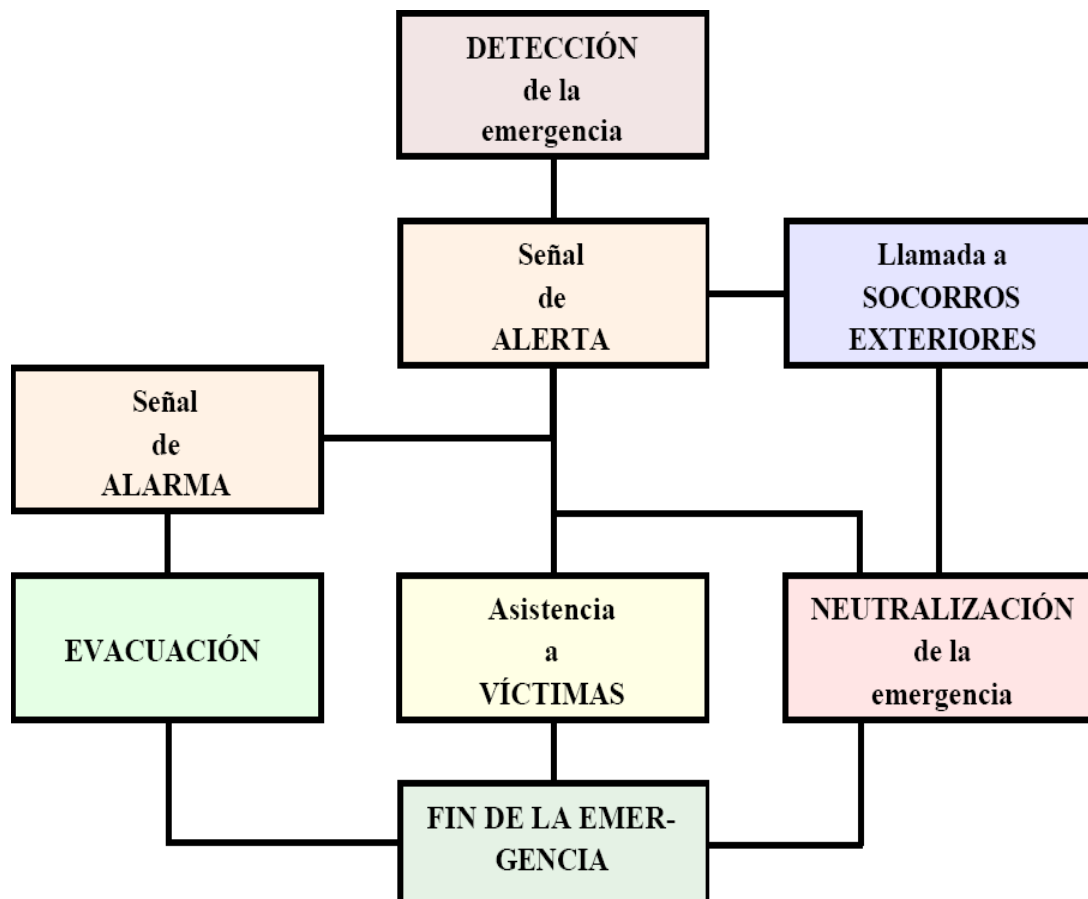 DETECCIÓN
de la
emergencia
Señal
de
ALERTA
Llamada a
SOCORROS
EXTERIORES
Señal
de
ALARMA
EVACUACIÓN
Asistencia
a
VÍCTIMAS
NEUTRALIZACIÓN
de la
emergencia
FIN DE LA EMER-
GENCIA